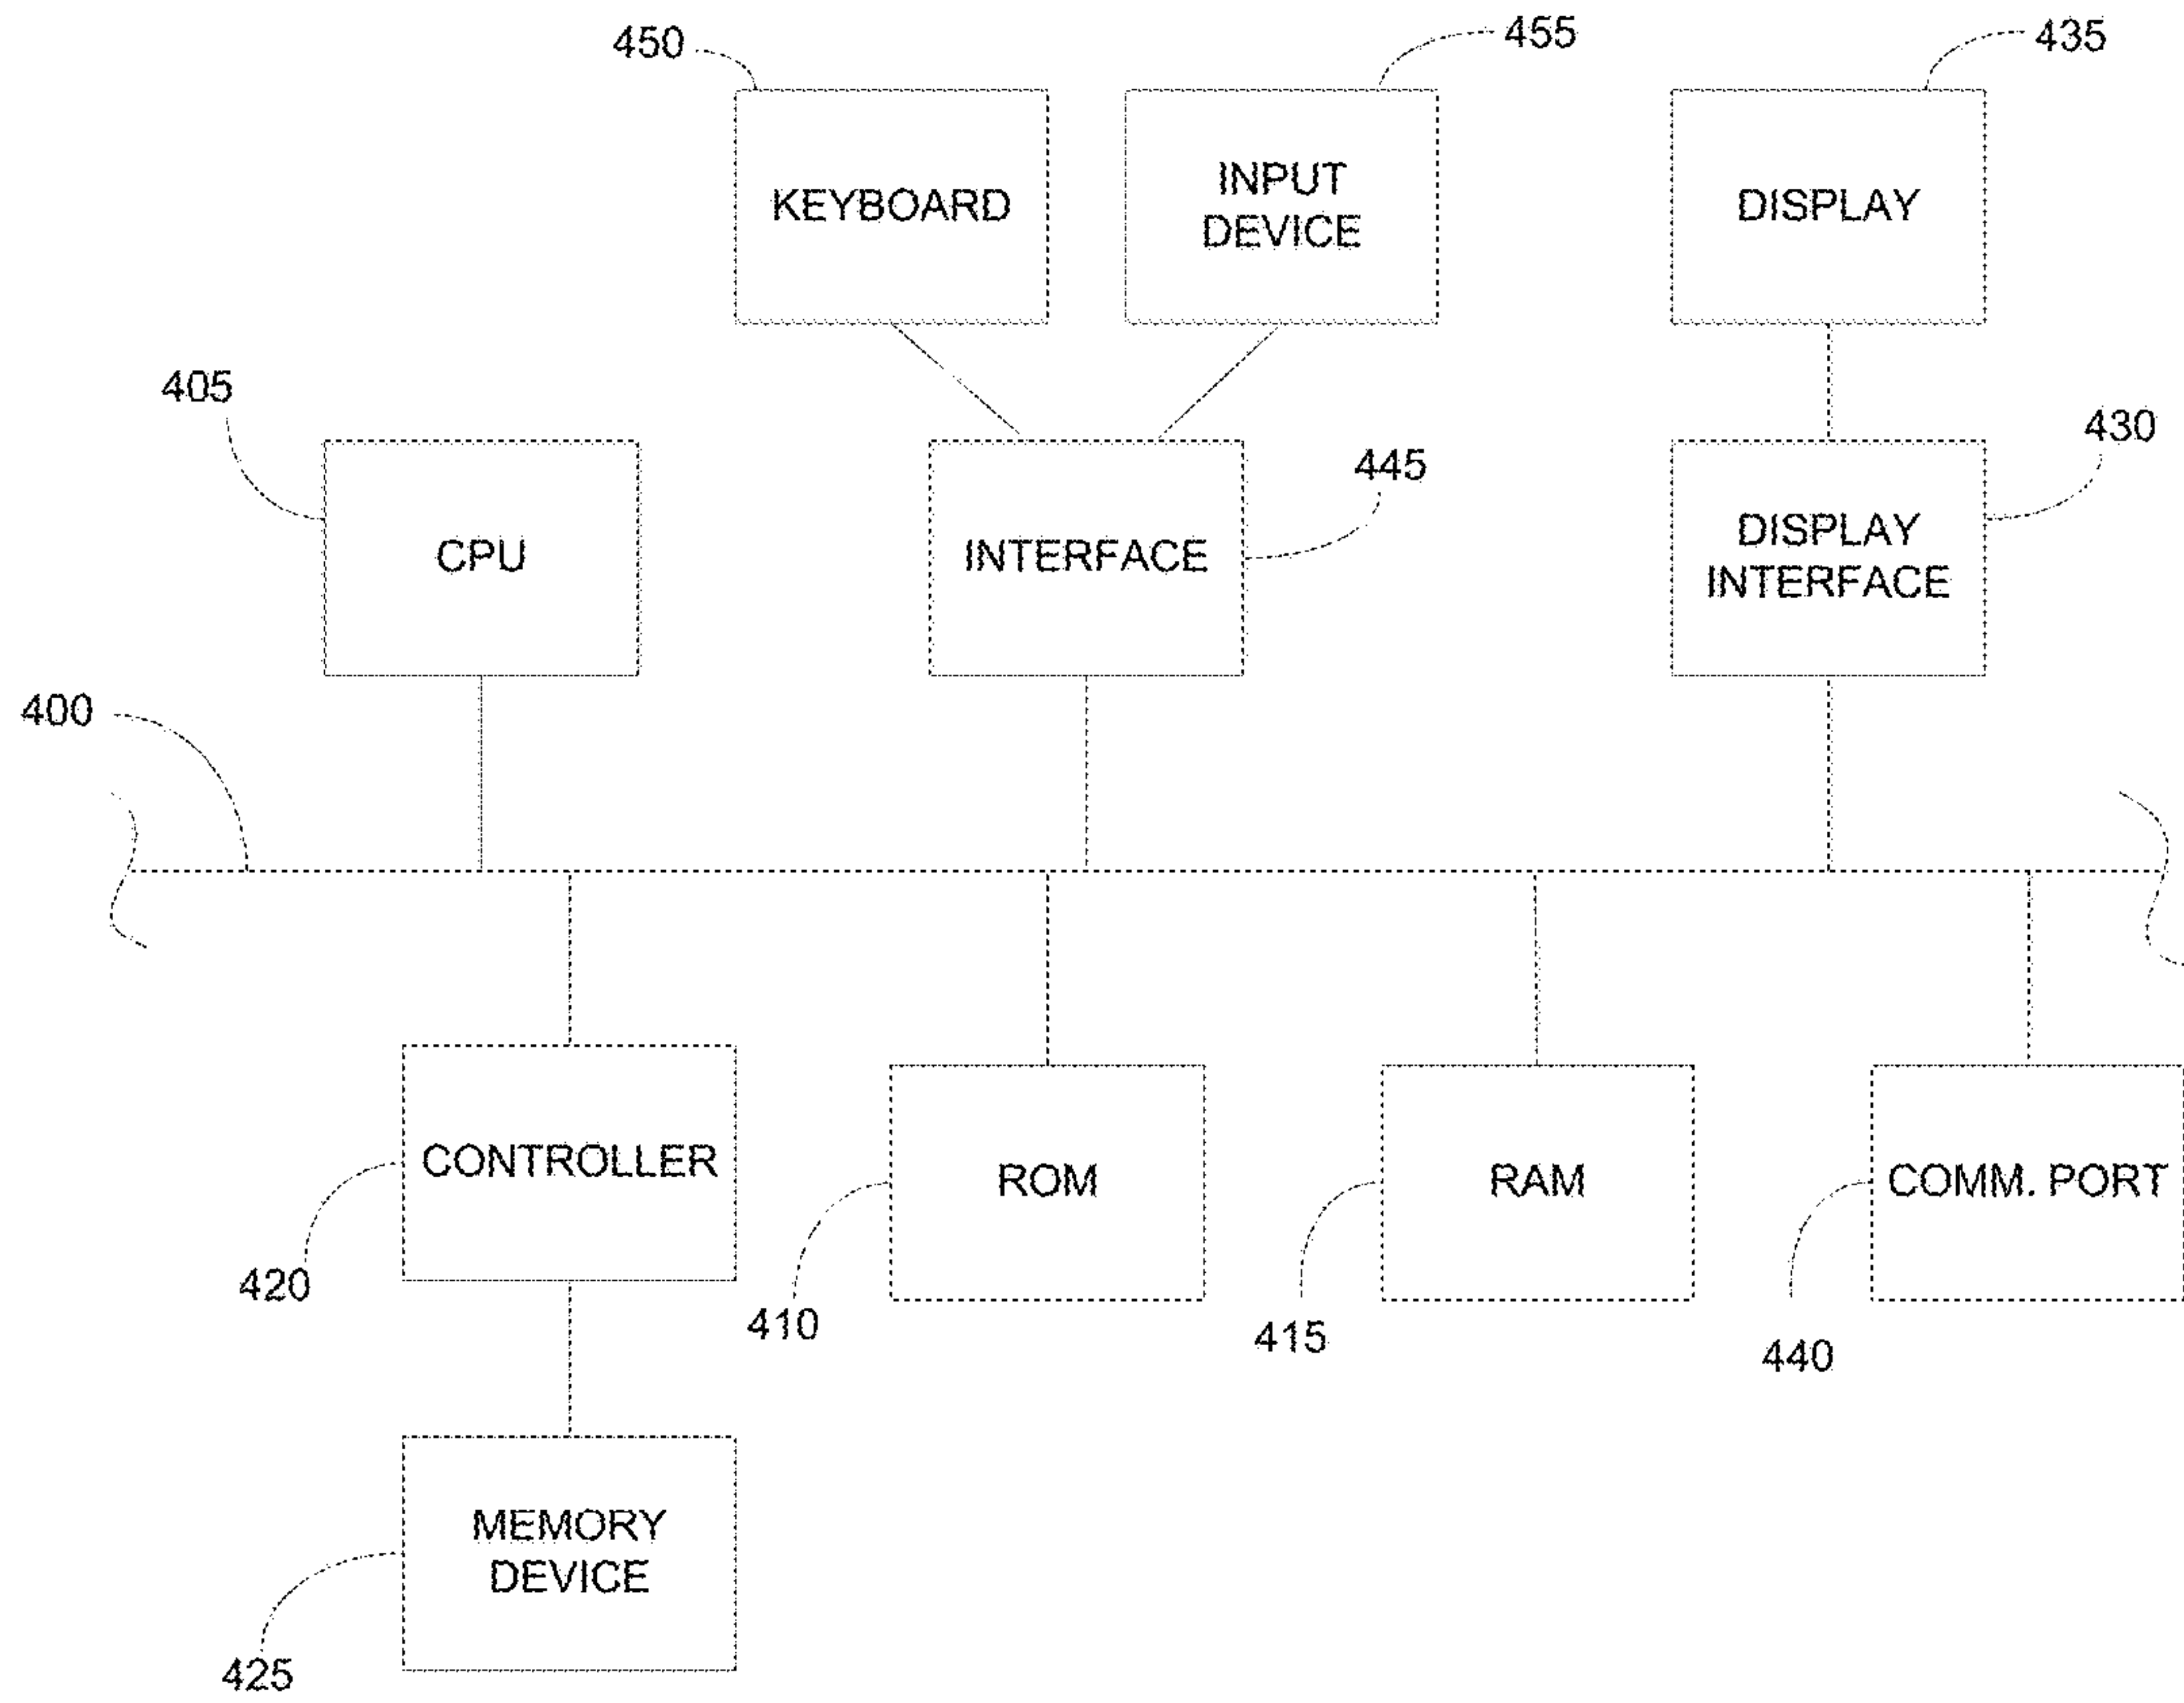 450
455
435
KEYBOARD
INPUT
DEVICE
DISPLAY
405
430
445
CPU
INTERFACE
DISPLAY
INTERFACE
400
CONTROLLER
ROM
RAM
COMM. PORT
420
410
415
440
MEMORY
DEVICE
425